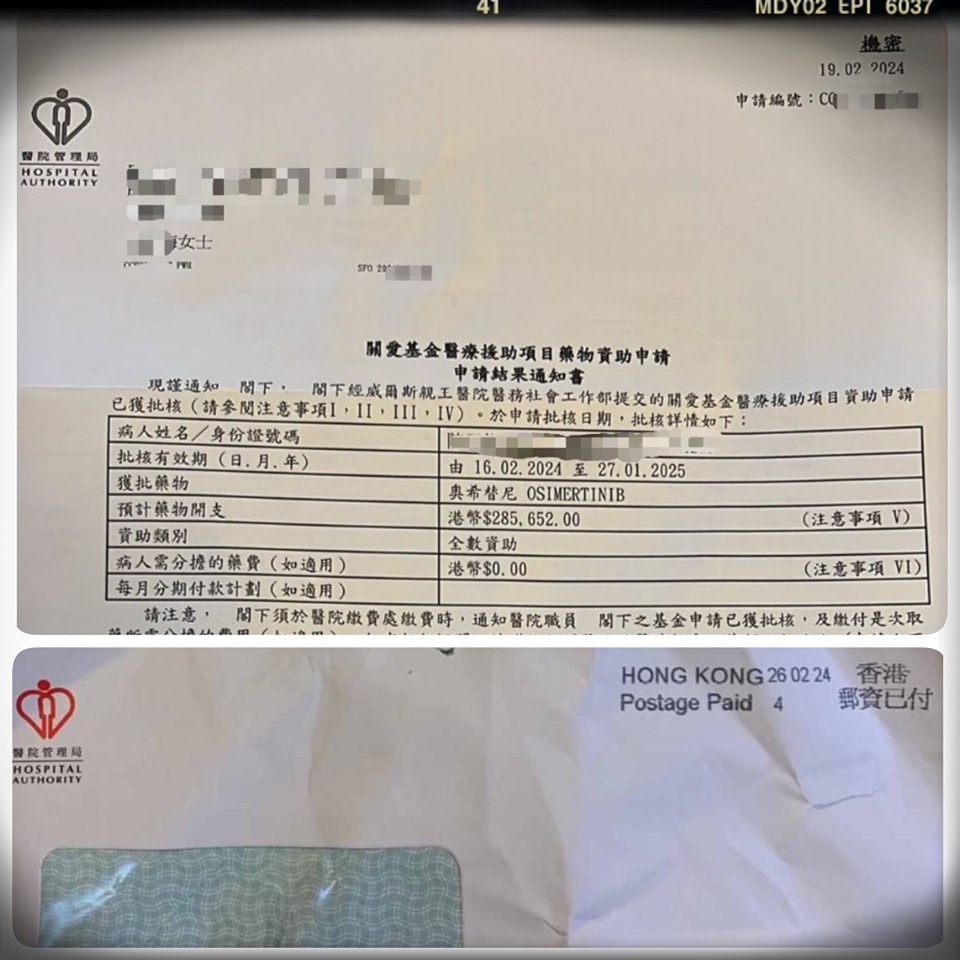 41
MDY02 EPI 6037
機密
19.02 2024
申請編號：CC
醫院管理局
HOSPITAL
AUTHORITY
女士
PWH
SFO 20
關愛基金醫療援助項目藥物資助申請
申請結果通知書
現謹通知 閣下， 閣下經威爾斯親王醫院醫務社會工作部提交的關愛基金醫療援助項目資助申請
已獲批核（請參閱注意事項I，II，III，IV）。於申請批核日期，批核詳情如下：
病人姓名／身份證號碼
批核有效期（日.月.年） 由 16.02.2024 至 27.01.2025
獲批藥物 奧希替尼 OSIMERTINIB
預計藥物開支 港幣$285,652.00 （注意事項 V）
資助類別 全數資助
病人需分擔的藥費（如適用） 港幣$0.00 （注意事項 VI）
每月分期付款計劃（如適用）
請注意， 閣下須於醫院繳費處繳費時，通知醫院職員 閣下之基金申請已獲批核，及繳付是次取
HONG KONG 26 02 24 香港
Postage Paid 4 郵資已付
醫院管理局
HOSPITAL
AUTHORITY